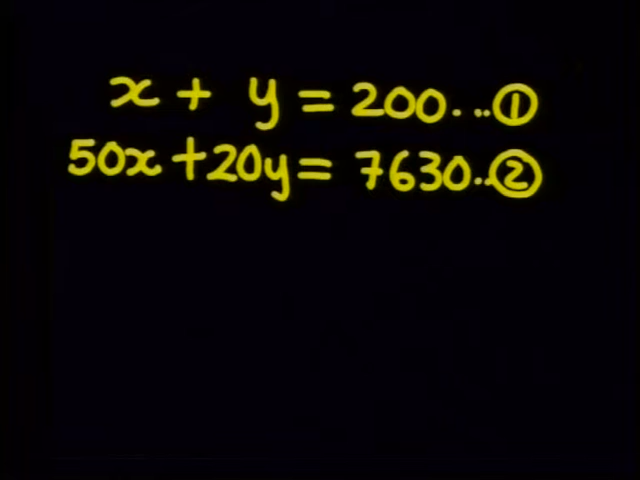 x + y = 200...①
50x + 20y = 7630...②